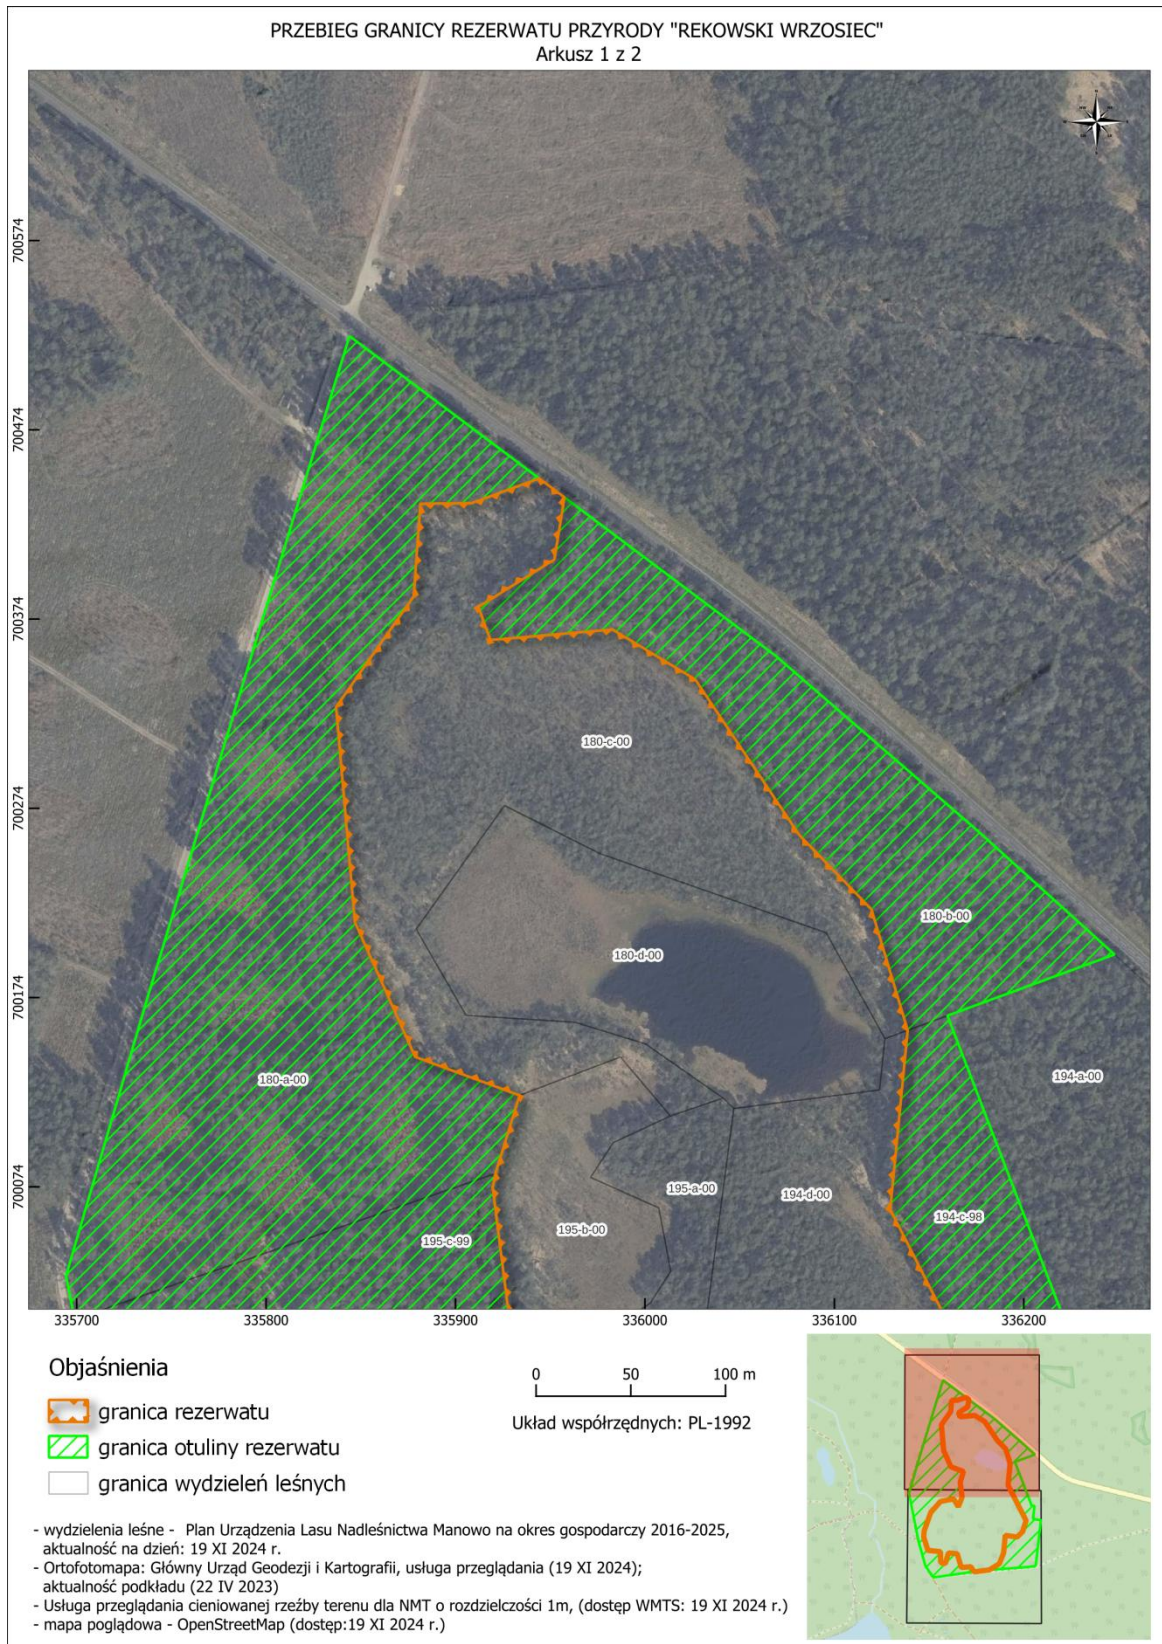 PRZEBIEG GRANICY REZERWATU PRZYRODY "REKOWSKI WRZOSIEC"
Arkusz 1 z 2
700574
700474
700374
700274
700174
700074
180-c-00
180-b-00
180-d-00
180-a-00
194-a-00
195-a-00
194-d-00
194-c-98
195-b-00
195-c-99
335700
335800
335900
336000
336100
336200
Objaśnienia
granica rezerwatu
granica otuliny rezerwatu
granica wydzieleń leśnych
0 50 100 m
Układ współrzędnych: PL-1992
- wydzielenia leśne - Plan Urządzenia Lasu Nadleśnictwa Manowo na okres gospodarczy 2016-2025,
aktualność na dzień: 19 XI 2024 r.
- Ortofotomapa: Główny Urząd Geodezji i Kartografii, usługa przeglądania (19 XI 2024);
aktualność podkładu (22 IV 2023)
- Usługa przeglądania cieniowanej rzeźby terenu dla NMT o rozdzielczości 1m, (dostęp WMTS: 19 XI 2024 r.)
- mapa poglądowa - OpenStreetMap (dostęp:19 XI 2024 r.)